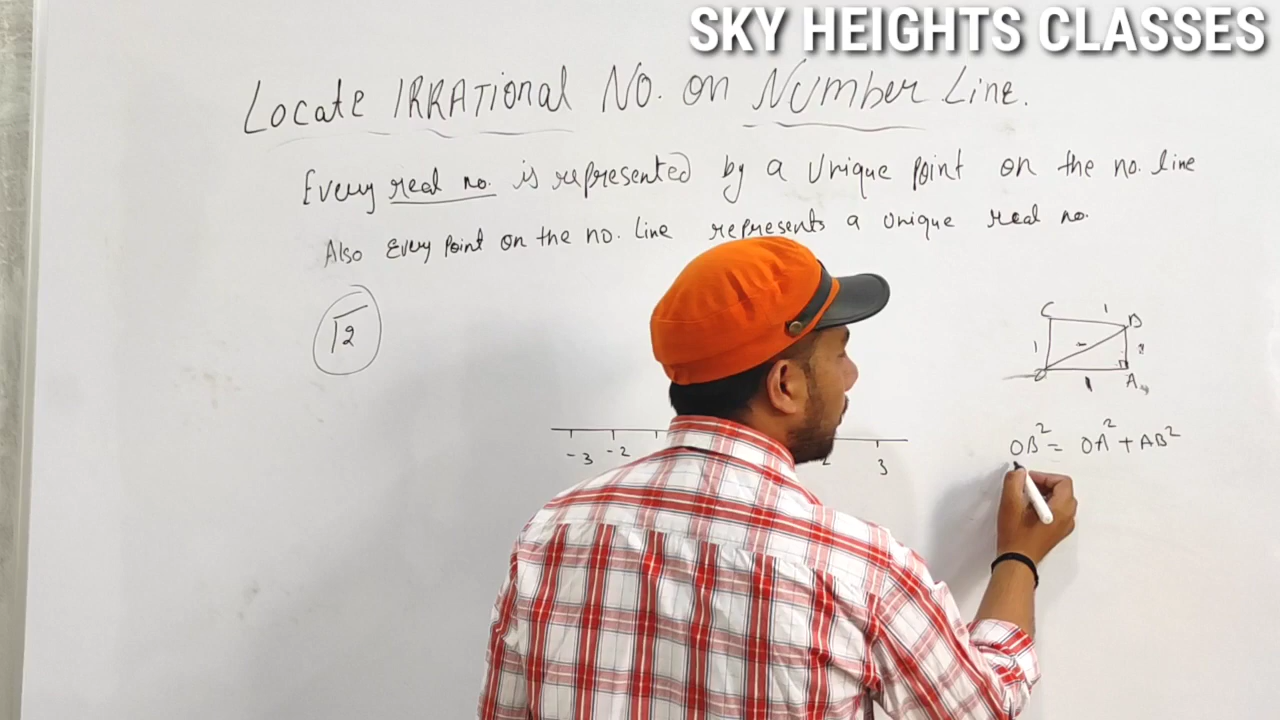 SKY HEIGHTS CLASSES
Locate IRRATional NO. on NUmber Line.
Every real no. is represented by a Unique Point on the no. line
Also Every Point on the no. Line represents a Unique real no.
√2
C 1 B
1
O 1 A
-3 -2 2 3
OB² = OA² + AB²